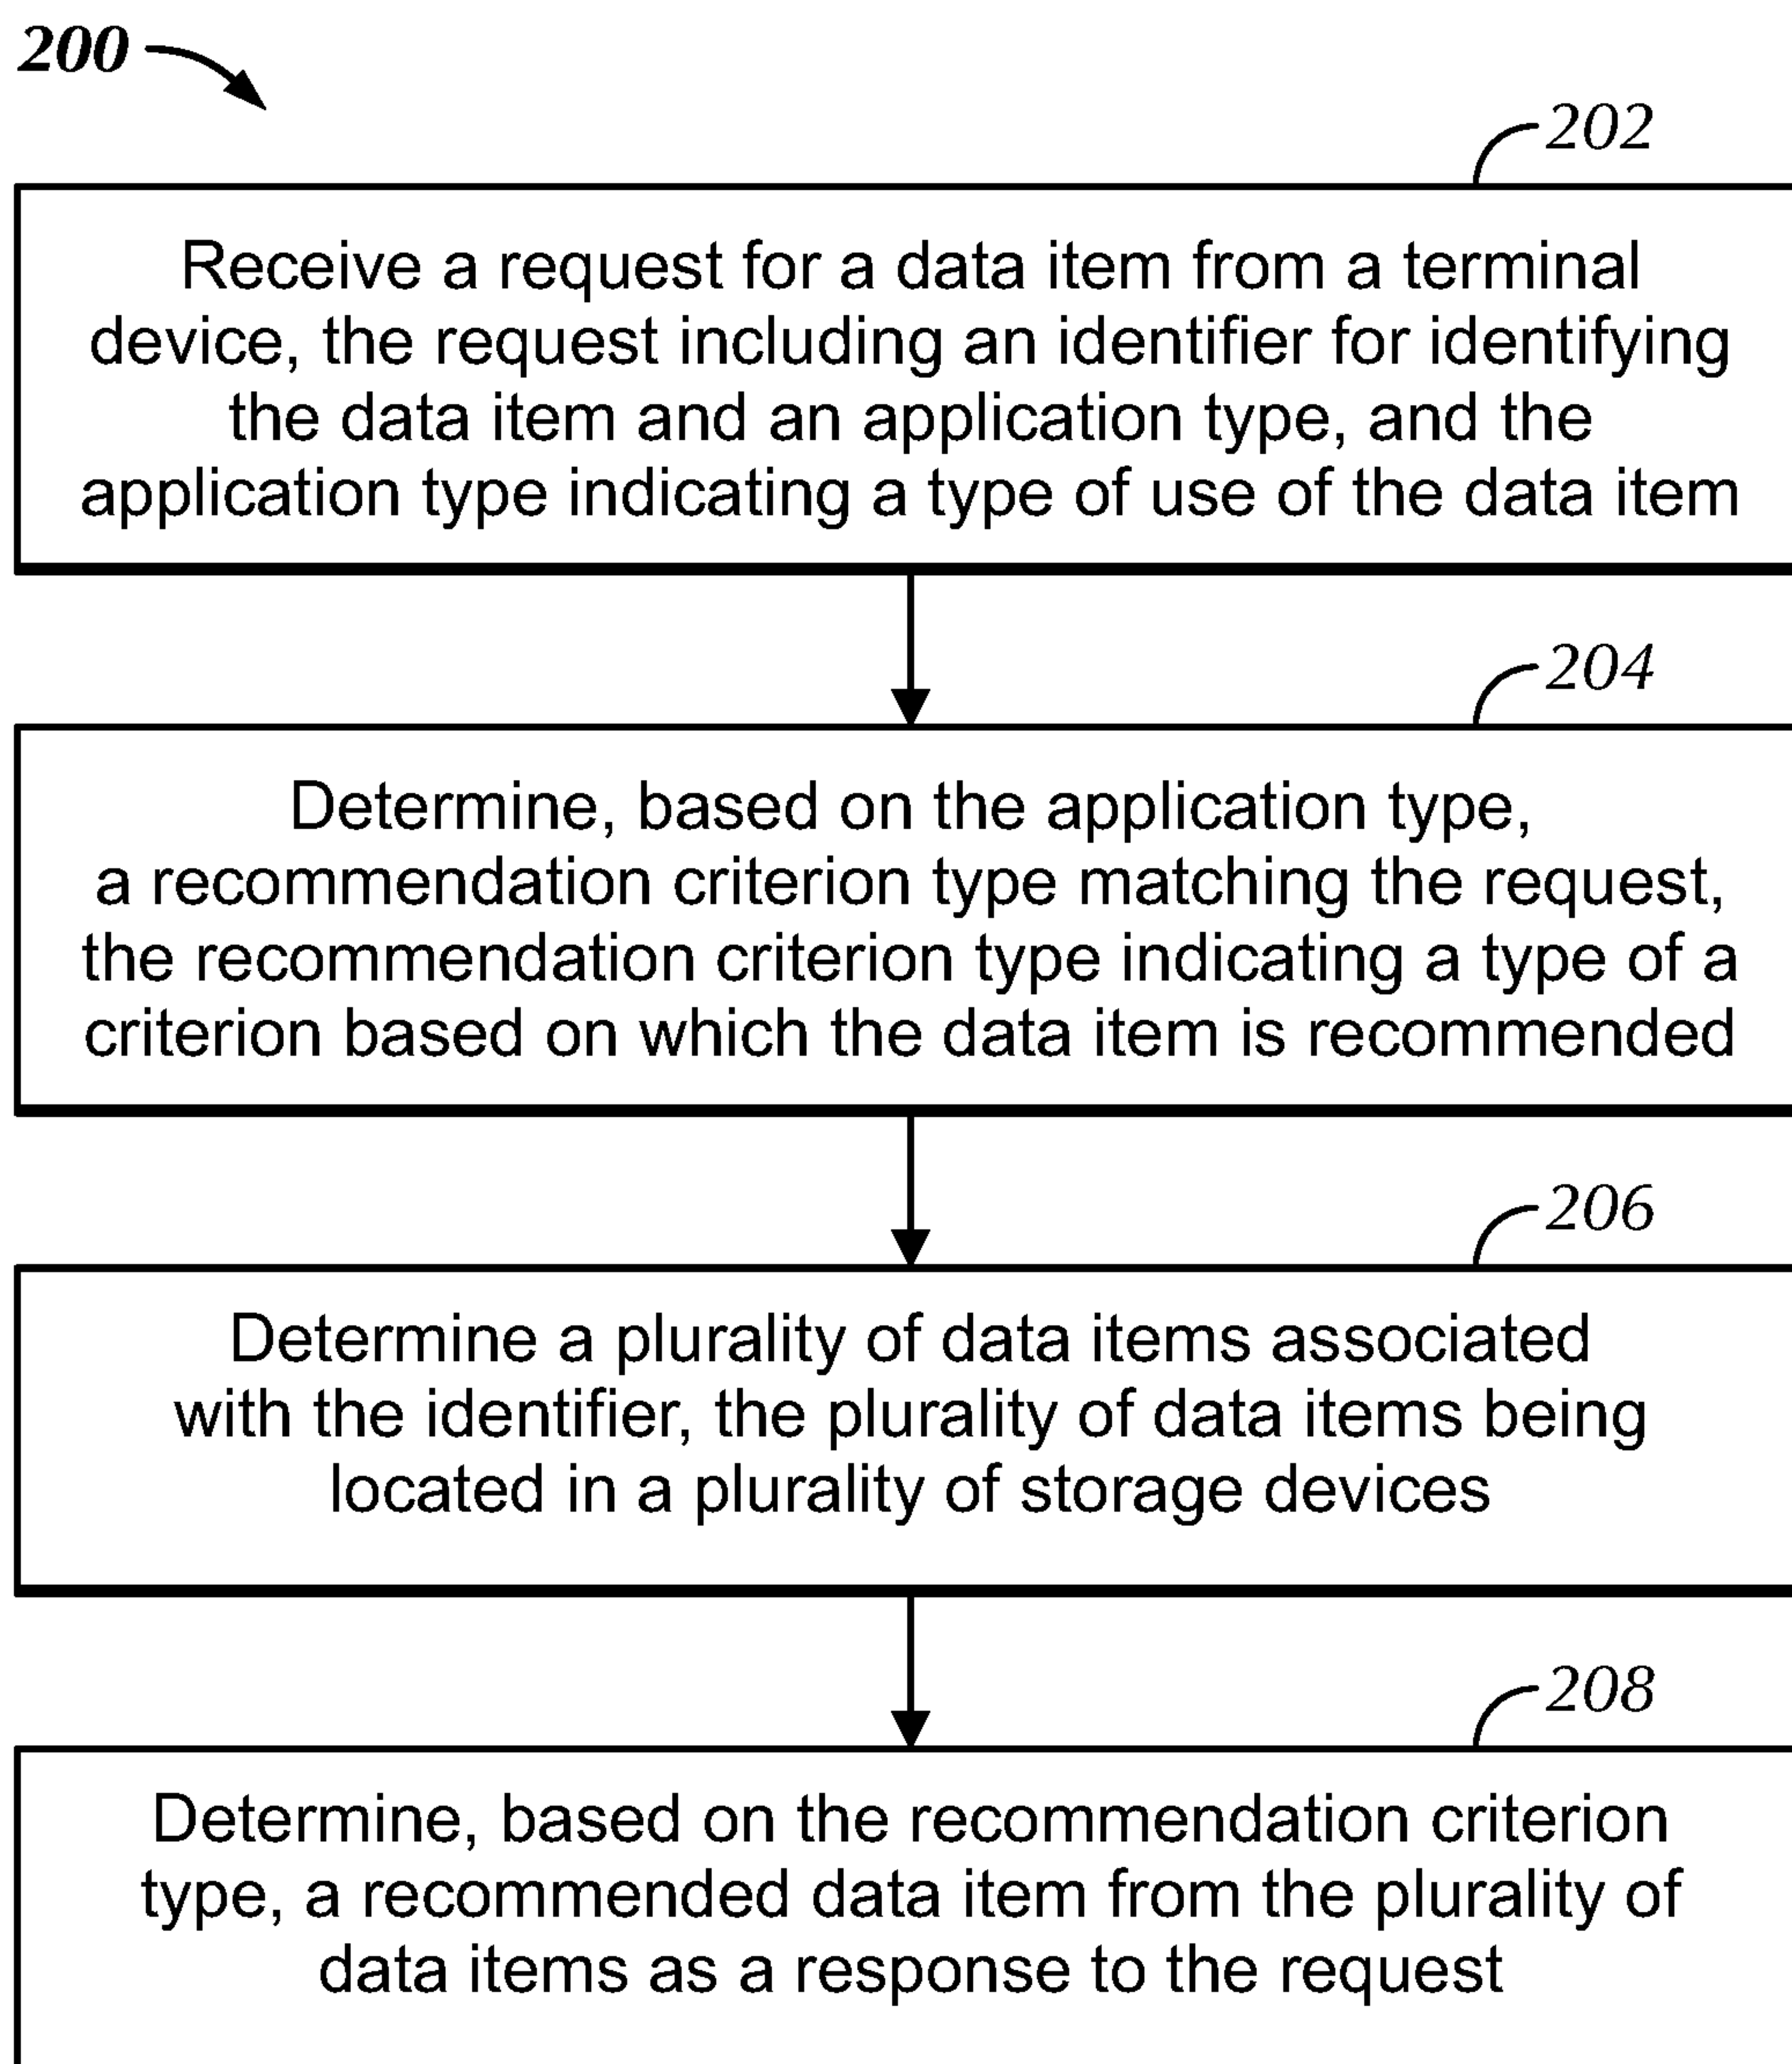 200
202
Receive a request for a data item from a terminal
device, the request including an identifier for identifying
the data item and an application type, and the
application type indicating a type of use of the data item
204
Determine, based on the application type,
a recommendation criterion type matching the request,
the recommendation criterion type indicating a type of a
criterion based on which the data item is recommended
206
Determine a plurality of data items associated
with the identifier, the plurality of data items being
located in a plurality of storage devices
208
Determine, based on the recommendation criterion
type, a recommended data item from the plurality of
data items as a response to the request